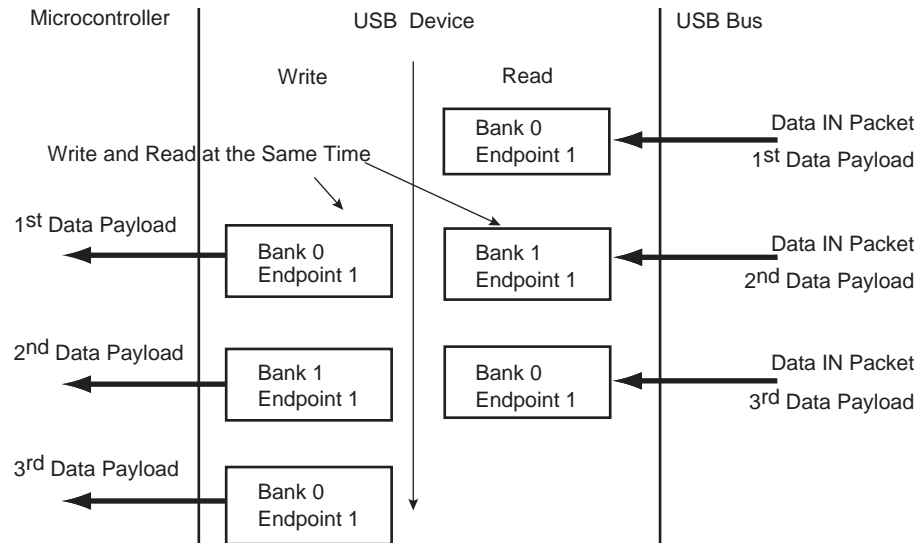 Microcontroller
USB Device
USB Bus
Write
Read
Bank 0
Endpoint 1
Data IN Packet
1st Data Payload
Write and Read at the Same Time
1st Data Payload
Bank 0
Endpoint 1
Bank 1
Endpoint 1
Data IN Packet
2nd Data Payload
2nd Data Payload
Bank 1
Endpoint 1
Bank 0
Endpoint 1
Data IN Packet
3rd Data Payload
3rd Data Payload
Bank 0
Endpoint 1